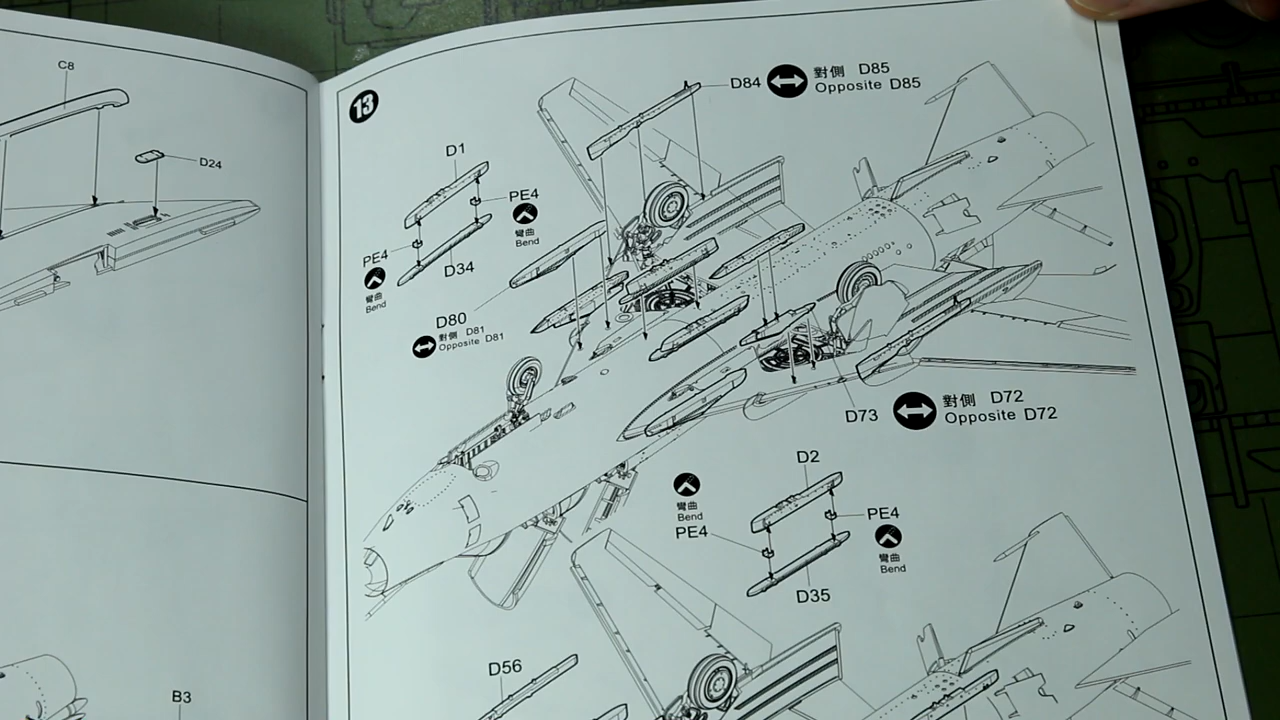 C8
D24
B3
13
D84
對側 D85
Opposite D85
D1
PE4
彎曲
Bend
PE4
彎曲
Bend
D34
D80
對側 D81
Opposite D81
D73
對側 D72
Opposite D72
D2
彎曲
Bend
PE4
PE4
彎曲
Bend
D35
D56